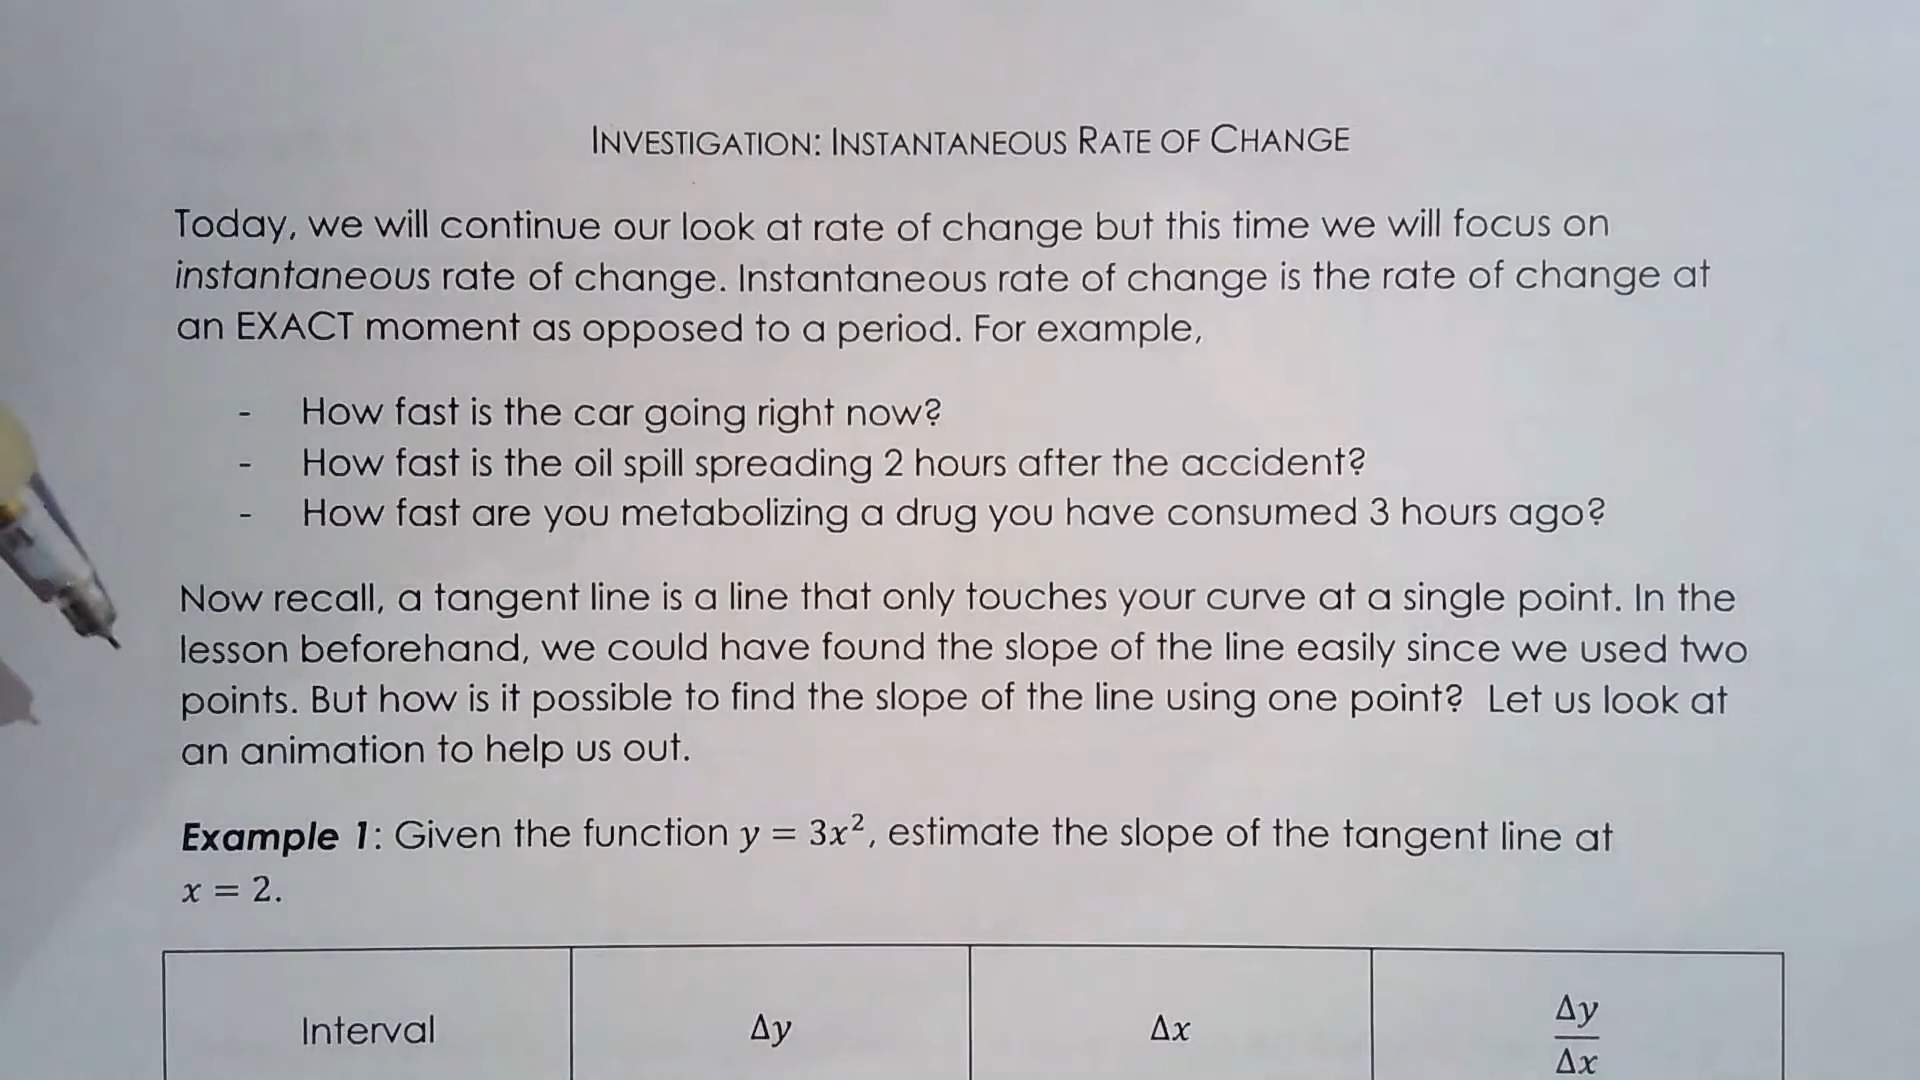 INVESTIGATION: INSTANTANEOUS RATE OF CHANGE
Today, we will continue our look at rate of change but this time we will focus on
instantaneous rate of change. Instantaneous rate of change is the rate of change at
an EXACT moment as opposed to a period. For example,
- How fast is the car going right now?
- How fast is the oil spill spreading 2 hours after the accident?
- How fast are you metabolizing a drug you have consumed 3 hours ago?
Now recall, a tangent line is a line that only touches your curve at a single point. In the
lesson beforehand, we could have found the slope of the line easily since we used two
points. But how is it possible to find the slope of the line using one point? Let us look at
an animation to help us out.
Example 1: Given the function y = 3x², estimate the slope of the tangent line at
x = 2.
Interval Δy Δx Δy/Δx